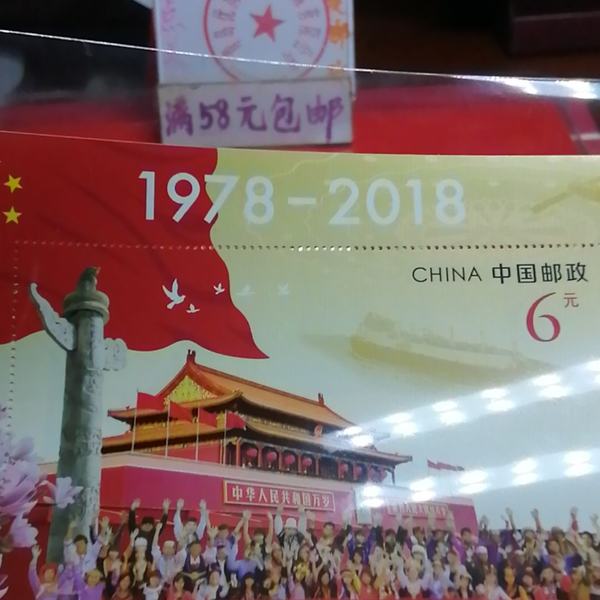 满58元包邮
1978-2018
CHINA 中国邮政
6元
中华人民共和国万岁